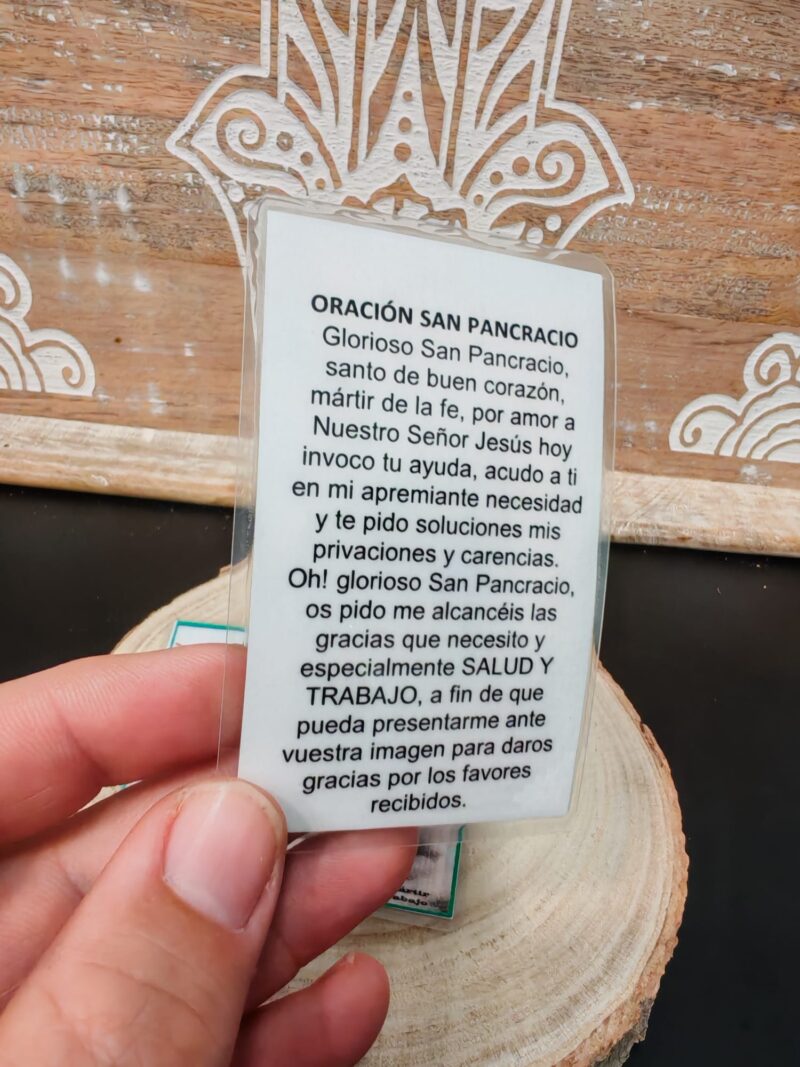 ORACIÓN SAN PANCRACIO
Glorioso San Pancracio,
santo de buen corazón,
mártir de la fe, por amor a
Nuestro Señor Jesús hoy
invoco tu ayuda, acudo a ti
en mi apremiante necesidad
y te pido soluciones mis
privaciones y carencias.
Oh! glorioso San Pancracio,
os pido me alcancéis las
gracias que necesito y
especialmente SALUD Y
TRABAJO, a fin de que
pueda presentarme ante
vuestra imagen para daros
gracias por los favores
recibidos.